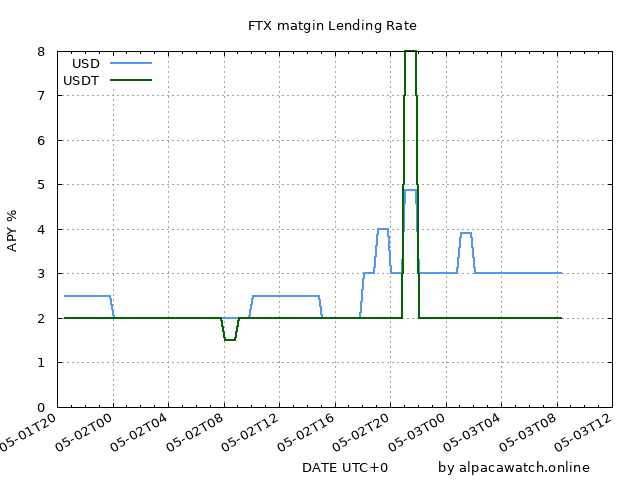 FTX matgin Lending Rate
USD
USDT
8
7
6
5
4
3
2
1
0
APY %
05-01T20
05-02T00
05-02T04
05-02T08
05-02T12
05-02T16
05-02T20
05-03T00
05-03T04
05-03T08
05-03T12
DATE UTC+0
by alpacawatch.online